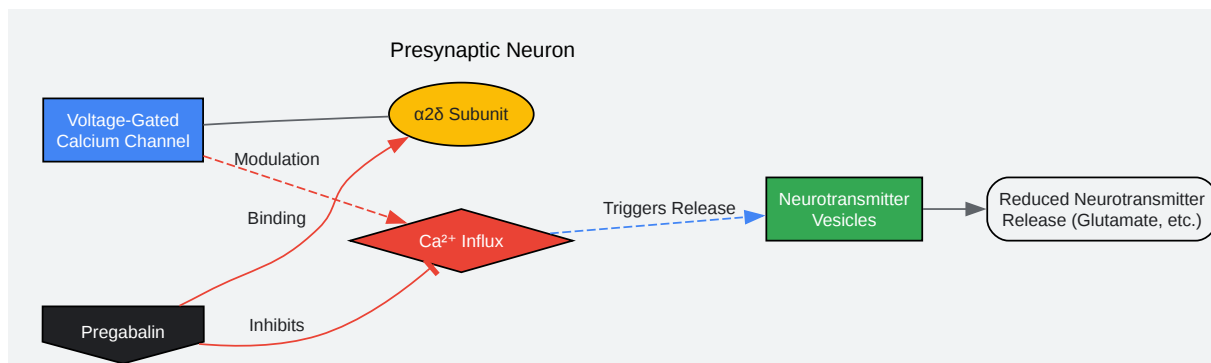 Presynaptic Neuron
Voltage-Gated
Calcium Channel
α2δ Subunit
Modulation
Binding
Ca²⁺ Influx
Triggers Release
Neurotransmitter
Vesicles
Reduced Neurotransmitter
Release (Glutamate, etc.)
Pregabalin
Inhibits